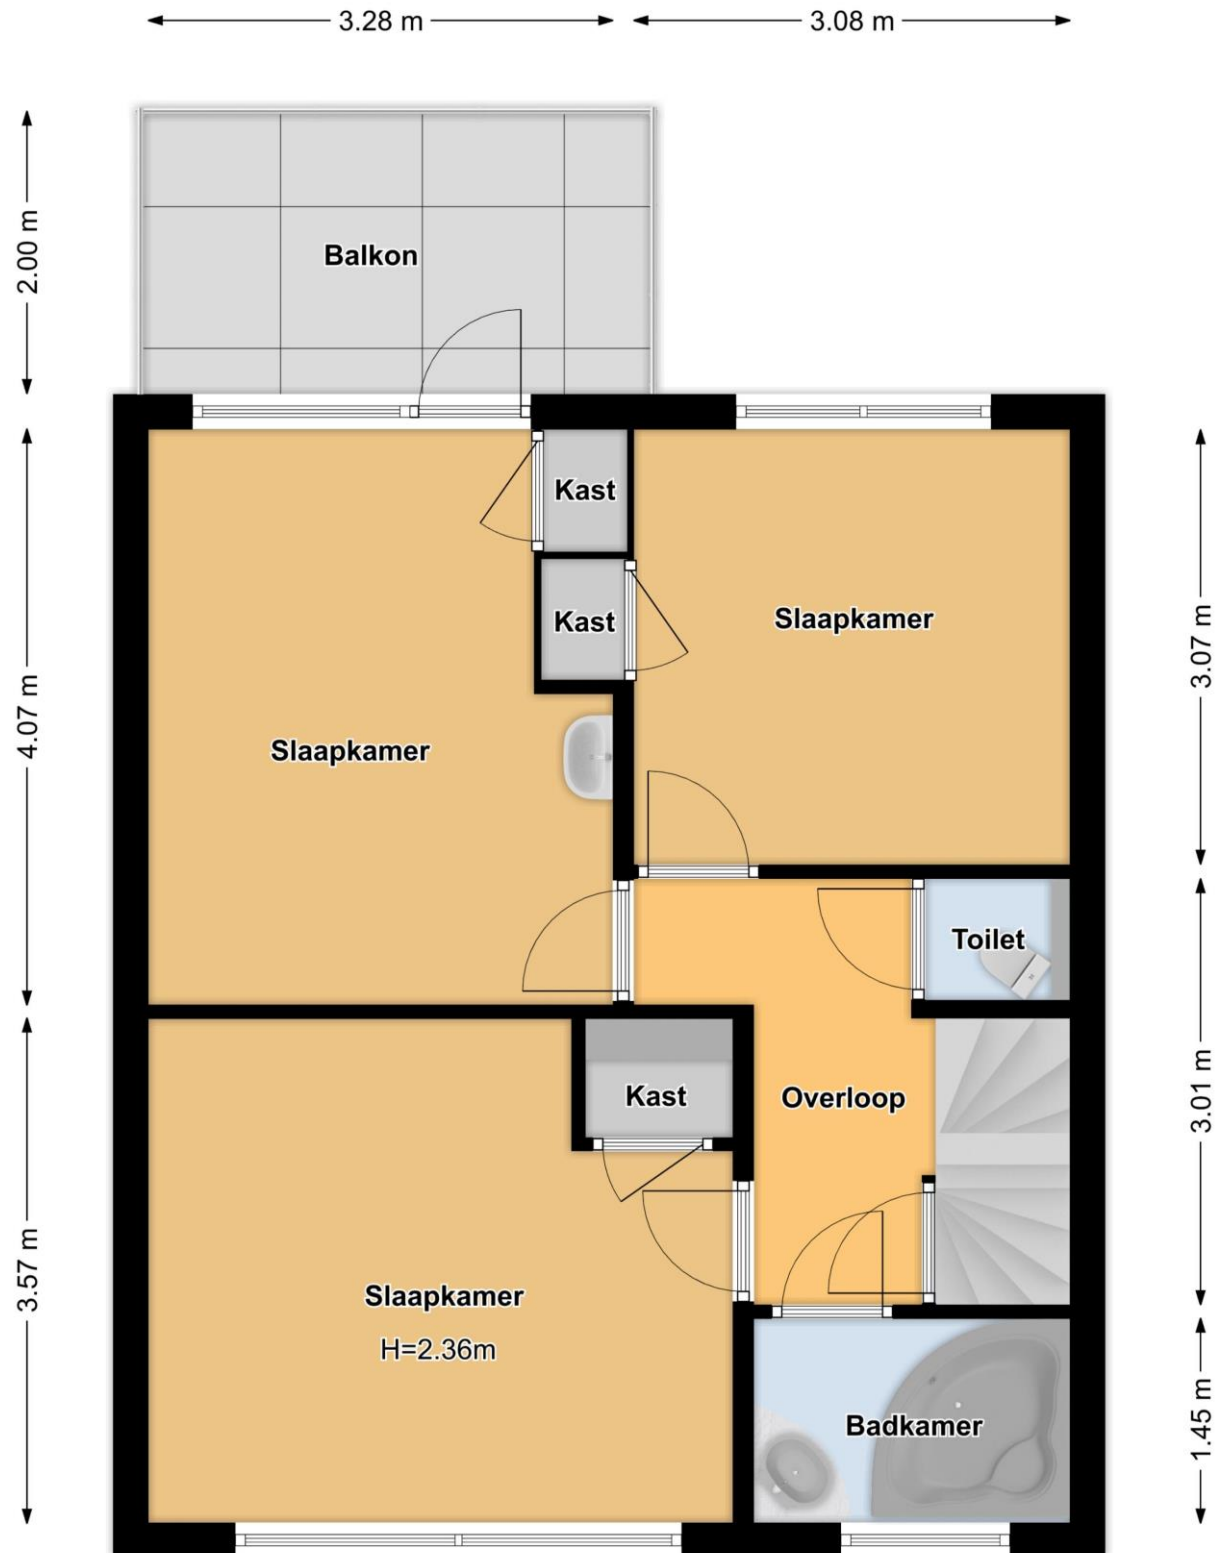 3.28 m
3.08 m
2.00 m
Balkon
Kast
Kast
Slaapkamer
3.07 m
4.07 m
Slaapkamer
Toilet
Kast
Overloop
3.01 m
3.57 m
Slaapkamer
H=2.36m
Badkamer
1.45 m